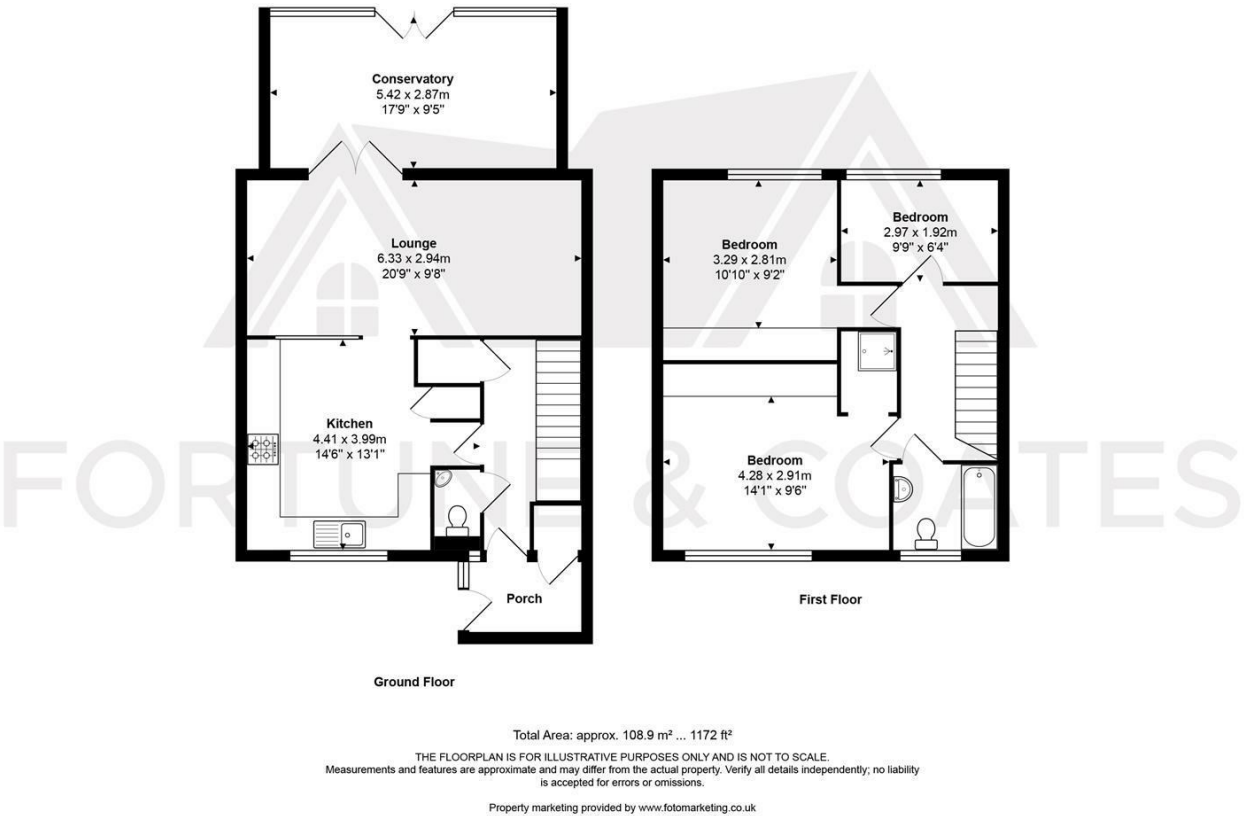 Conservatory
5.42 x 2.87m
17'9" x 9'5"
Lounge
6.33 x 2.94m
20'9" x 9'8"
Kitchen
4.41 x 3.99m
14'6" x 13'1"
Porch
Ground Floor
Bedroom
3.29 x 2.81m
10'10" x 9'2"
Bedroom
2.97 x 1.92m
9'9" x 6'4"
Bedroom
4.28 x 2.91m
14'1" x 9'6"
First Floor
FORTUNE & COATES
Total Area: approx. 108.9 m² ... 1172 ft²
THE FLOORPLAN IS FOR ILLUSTRATIVE PURPOSES ONLY AND IS NOT TO SCALE.
Measurements and features are approximate and may differ from the actual property. Verify all details independently; no liability
is accepted for errors or omissions.
Property marketing provided by www.fotomarketing.co.uk